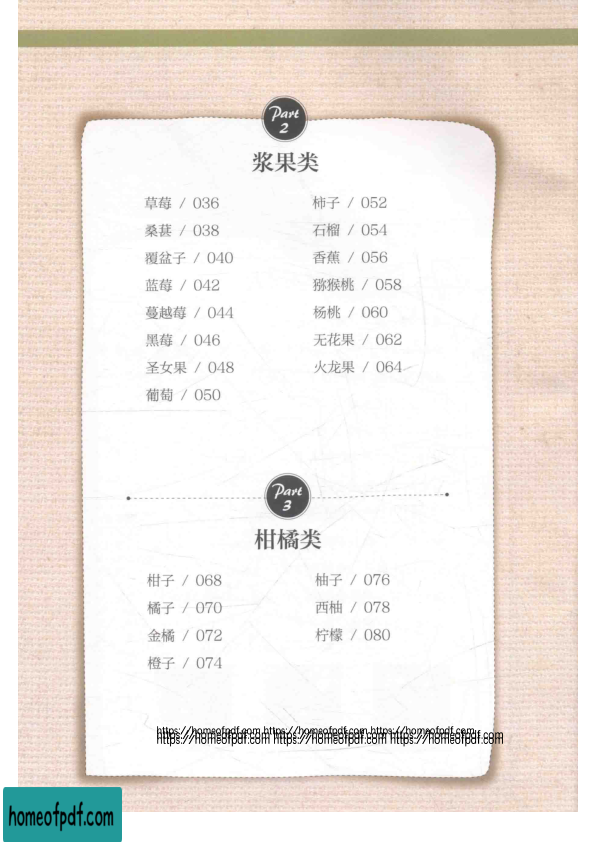 Part
2
浆果类
草莓 / 036
桑葚 / 038
覆盆子 / 040
蓝莓 / 042
蔓越莓 / 044
黑莓 / 046
圣女果 / 048
葡萄 / 050
柿子 / 052
石榴 / 054
香蕉 / 056
猕猴桃 / 058
杨桃 / 060
无花果 / 062
火龙果 / 064
Part
3
柑橘类
柑子 / 068
橘子 / 070
金橘 / 072
橙子 / 074
柚子 / 076
西柚 / 078
柠檬 / 080
https://homeofpdf.com https://homeofpdf.com https://homeofpdf.com
https://homeofpdf.com https://homeofpdf.com https://homeofpdf.com
homeofpdf.com